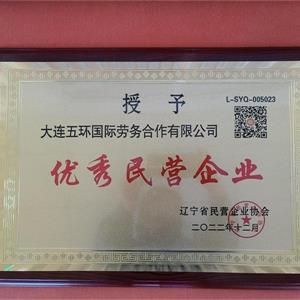 L-SYQ-005023
授予
大连五环国际劳务合作有限公司
优秀民营企业
辽宁省民营企业协会
二〇二二年十二月